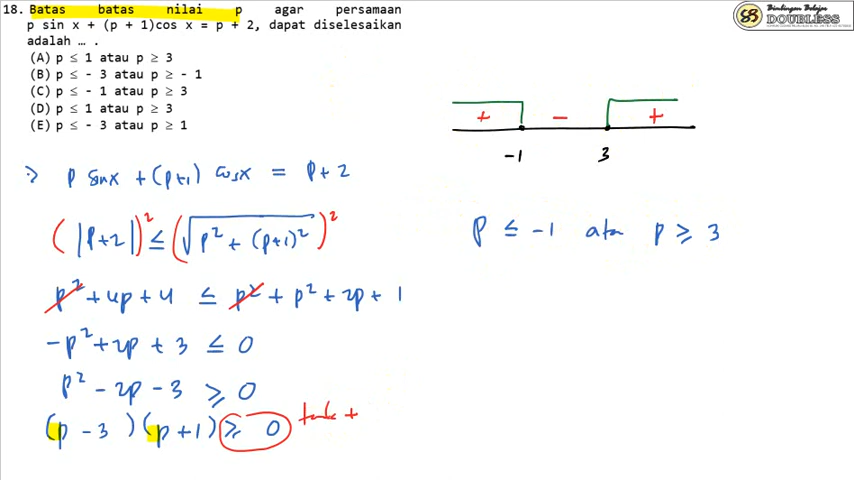 18. Batas batas nilai p agar persamaan
p sin x + (p + 1)cos x = p + 2, dapat diselesaikan
adalah ... .
(A) p ≤ 1 atau p ≥ 3
(B) p ≤ - 3 atau p ≥ - 1
(C) p ≤ - 1 atau p ≥ 3
(D) p ≤ 1 atau p ≥ 3
(E) p ≤ - 3 atau p ≥ 1
p sin x + (p+1) cos x = p + 2
(|p+2|)² ≤ (√(p² + (p+1)²))²
p² + 4p + 4 ≤ p² + p² + 2p + 1
-p² + 2p + 3 ≤ 0
p² - 2p - 3 ≥ 0
(p - 3)(p + 1) ≥ 0
+ - +
-1 3
p ≤ -1 atau p ≥ 3
Bimbingan Belajar
DOUBLESS